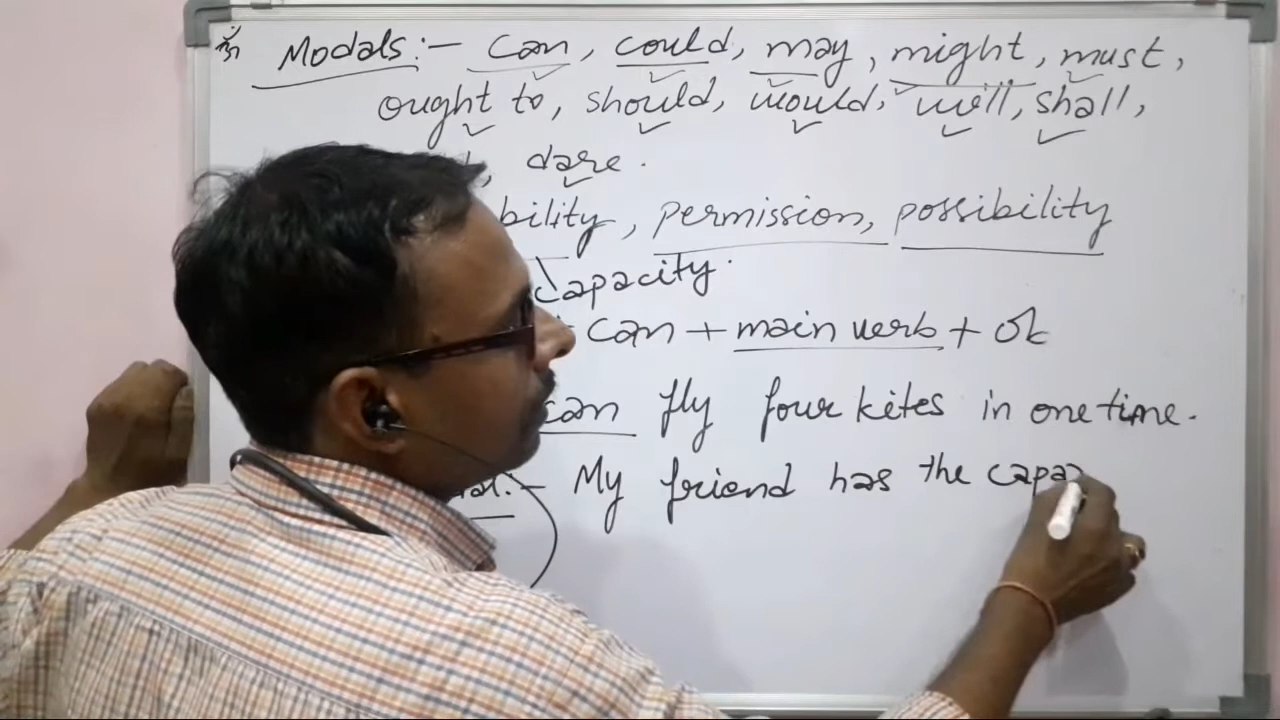 Modals:- Can, could, may, might, must,
ought to, should, would, will, shall,
dare.
bility, permission, possibility
capacity.
+ can + main verb + ok
can fly four kites in one time.
:- My friend has the capa